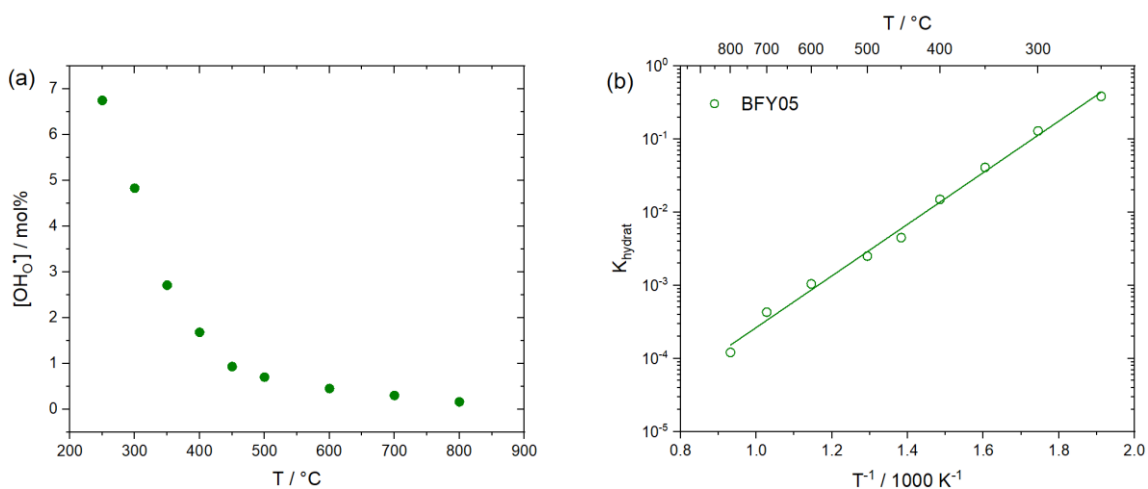 (a)
[OH_O^•] / mol%
7
6
5
4
3
2
1
0
200 300 400 500 600 700 800 900
T / °C
(b)
T / °C
800 700 600 500 400 300
BFY05
K_hydrat
10^0
10^-1
10^-2
10^-3
10^-4
10^-5
0.8 1.0 1.2 1.4 1.6 1.8 2.0
T^-1 / 1000 K^-1